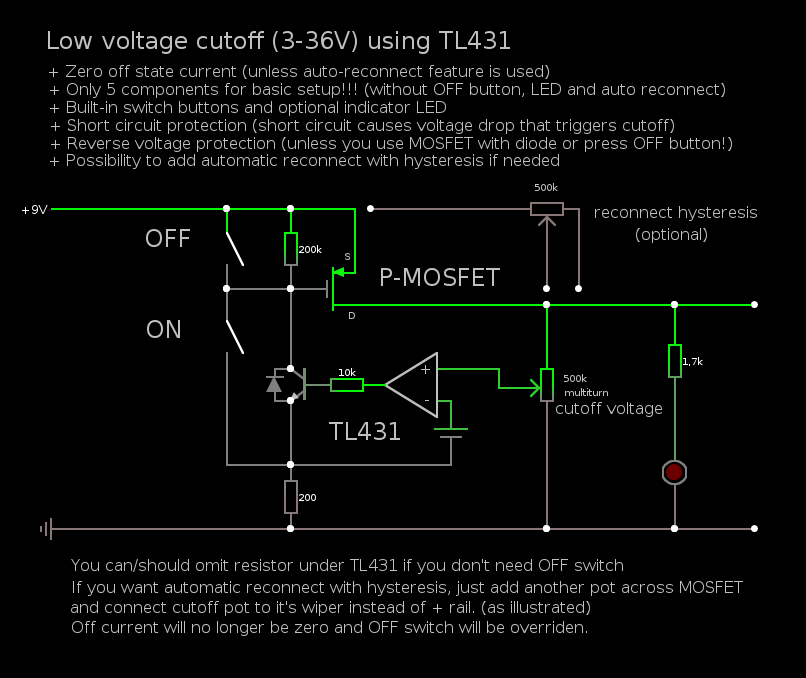 Low voltage cutoff (3-36V) using TL431
+ Zero off state current (unless auto-reconnect feature is used)
+ Only 5 components for basic setup!!! (without OFF button, LED and auto reconnect)
+ Built-in switch buttons and optional indicator LED
+ Short circuit protection (short circuit causes voltage drop that triggers cutoff)
+ Reverse voltage protection (unless you use MOSFET with diode or press OFF button!)
+ Possibility to add automatic reconnect with hysteresis if needed
500k
+9V
reconnect hysteresis
(optional)
OFF
200k
S
P-MOSFET
D
ON
1,7k
10k
+
500k
multiturn
-
cutoff voltage
TL431
200
You can/should omit resistor under TL431 if you don't need OFF switch
If you want automatic reconnect with hysteresis, just add another pot across MOSFET
and connect cutoff pot to it's wiper instead of + rail. (as illustrated)
Off current will no longer be zero and OFF switch will be overriden.